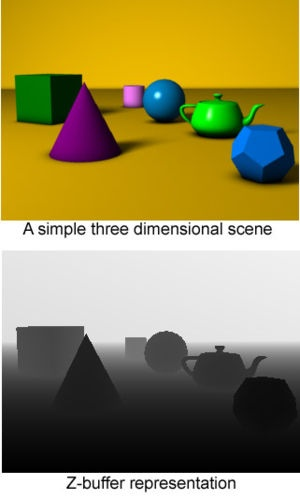 A simple three dimensional scene
Z-buffer representation